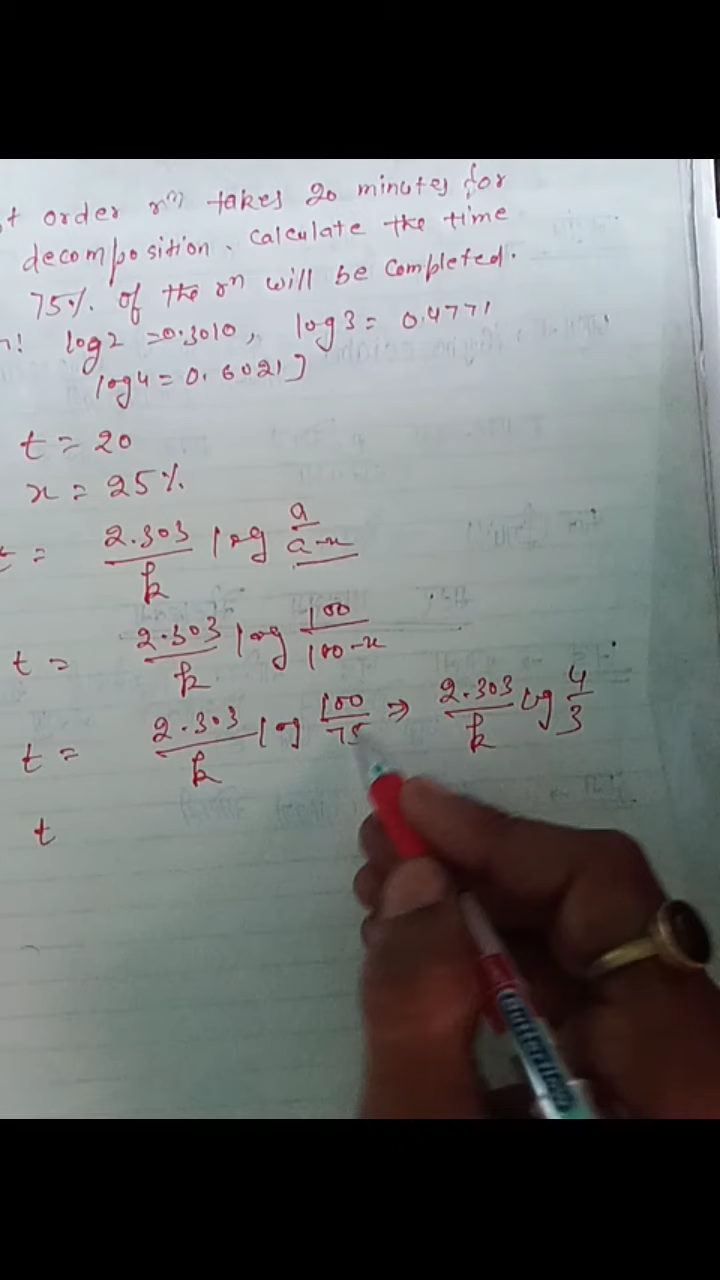 order rⁿ takes 20 minutes for
decomposition. Calculate the time
75% of the rⁿ will be completed.
n! log2 =0.3010, log3 = 0.4771
log4 = 0.6021]
t = 20
x = 25%
t = 2.303/k log a/a-x
t = 2.303/k log 100/100-x
t = 2.303/k log 100/75 ⇒ 2.303/k log 4/3
t